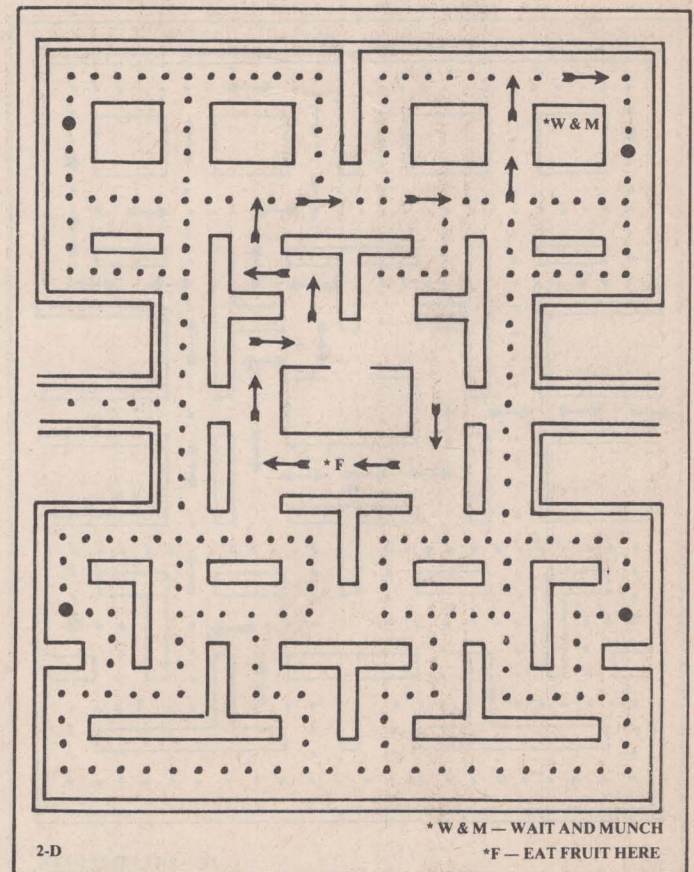 *W & M
*F
* W & M — WAIT AND MUNCH
2-D
*F — EAT FRUIT HERE